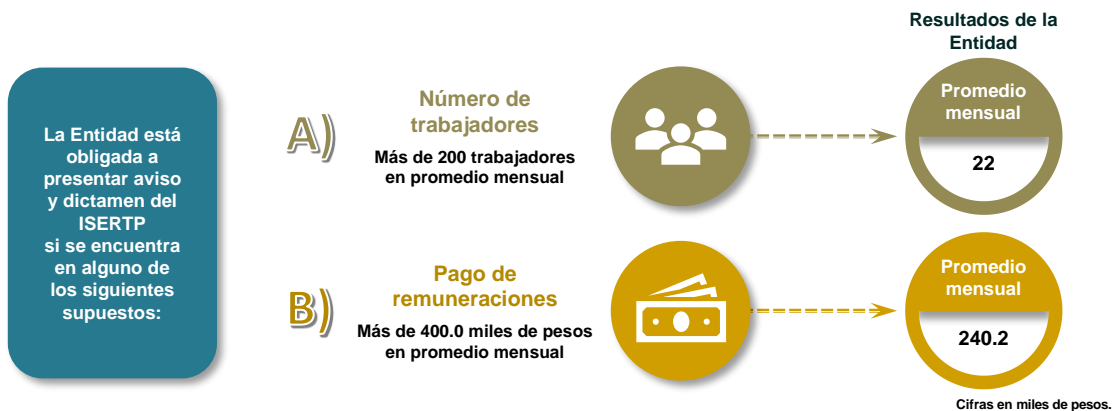 La Entidad está
obligada a
presentar aviso
y dictamen del
ISERTP
si se encuentra
en alguno de
los siguientes
supuestos:
A)
Número de
trabajadores
Más de 200 trabajadores
en promedio mensual
Resultados de la
Entidad
Promedio
mensual
22
B)
Pago de
remuneraciones
Más de 400.0 miles de pesos
en promedio mensual
Promedio
mensual
240.2
Cifras en miles de pesos.